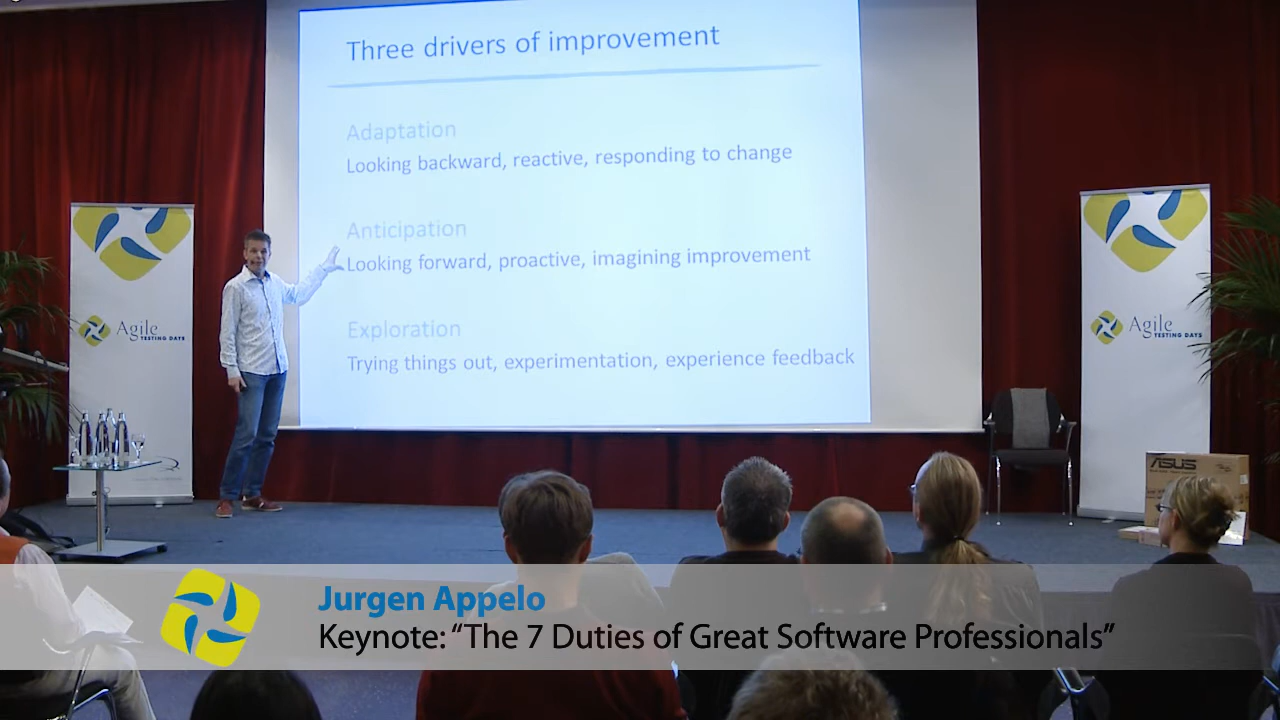 Three drivers of improvement
Adaptation
Looking backward, reactive, responding to change
Anticipation
Looking forward, proactive, imagining improvement
Exploration
Trying things out, experimentation, experience feedback
Agile
TESTING DAYS
Agile
TESTING DAYS
ASUS
Jurgen Appelo
Keynote: “The 7 Duties of Great Software Professionals”